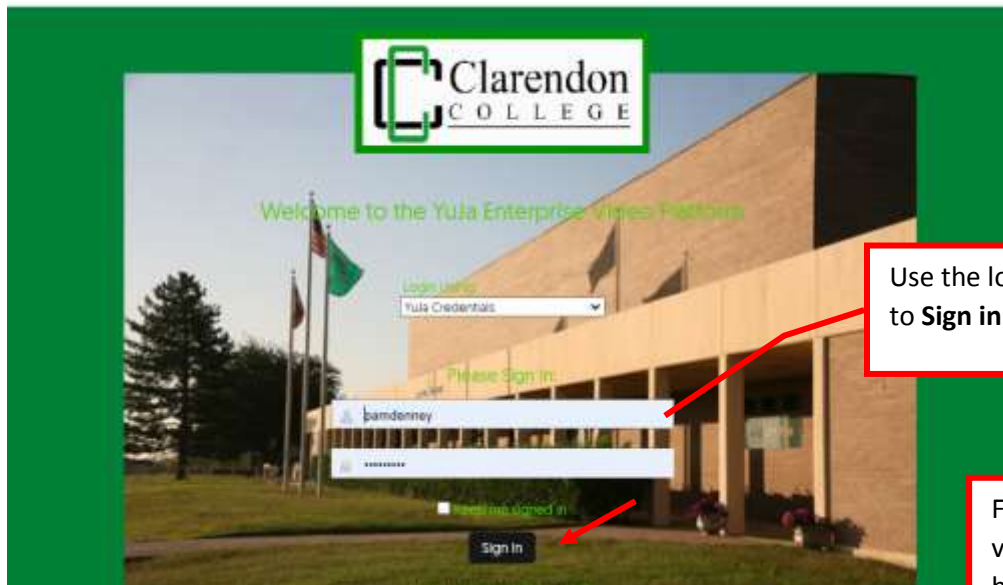 Clarendon
COLLEGE
Welcome to the YuJa Enterprise Video Platform
Login Using:
YuJa Credentials
Use the lo
to Sign in
Please Sign In:
pamdenney
•••••••••
Keep me signed in
Sign In
F
v